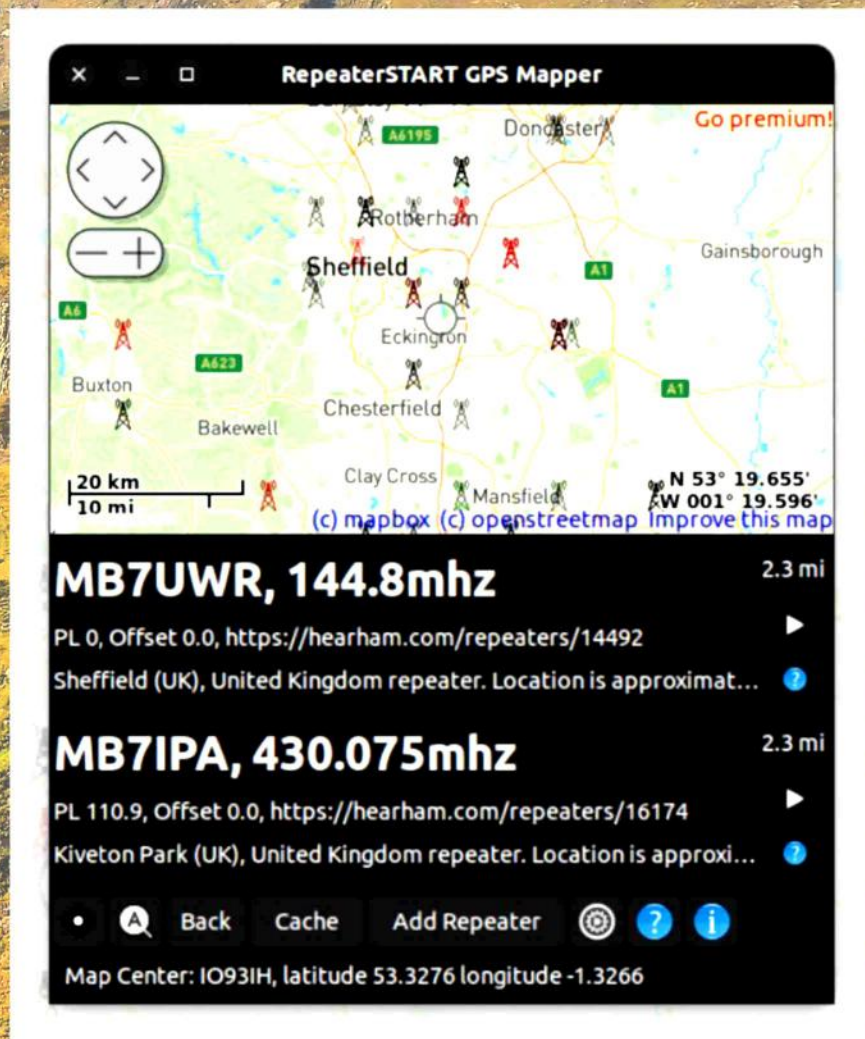 RepeaterSTART GPS Mapper
Go premium!
A6195
Doncaster
Rotherham
Sheffield
Gainsborough
A1
A6
Eckington
A623
Buxton
A1
Chesterfield
Bakewell
Clay Cross
20 km
10 mi
Mansfield
N 53° 19.655'
W 001° 19.596'
(c) mapbox (c) openstreetmap Improve this map
MB7UWR, 144.8mhz
2.3 mi
PL 0, Offset 0.0, https://hearham.com/repeaters/14492
Sheffield (UK), United Kingdom repeater. Location is approximat...
?
MB7IPA, 430.075mhz
2.3 mi
PL 110.9, Offset 0.0, https://hearham.com/repeaters/16174
Kiveton Park (UK), United Kingdom repeater. Location is approxi...
?
A Back Cache Add Repeater ? i
Map Center: IO93IH, latitude 53.3276 longitude -1.3266